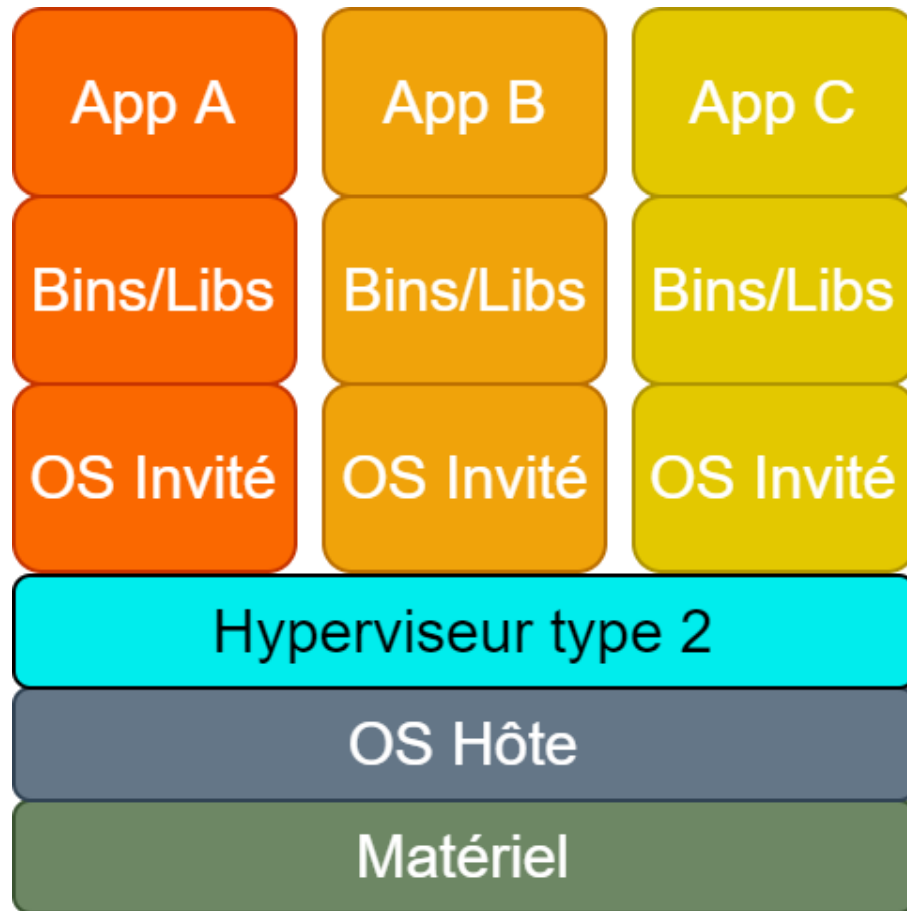 App A
App B
App C
Bins/Libs
Bins/Libs
Bins/Libs
OS Invité
OS Invité
OS Invité
Hyperviseur type 2
OS Hôte
Matériel